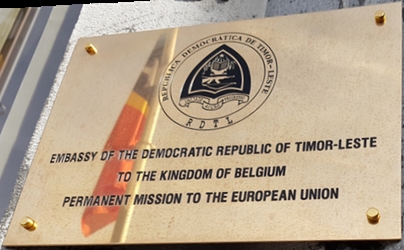 REPÚBLICA DEMOCRÁTICA DE TIMOR-LESTE
RDTL
EMBASSY OF THE DEMOCRATIC REPUBLIC OF TIMOR-LESTE
TO THE KINGDOM OF BELGIUM
PERMANENT MISSION TO THE EUROPEAN UNION